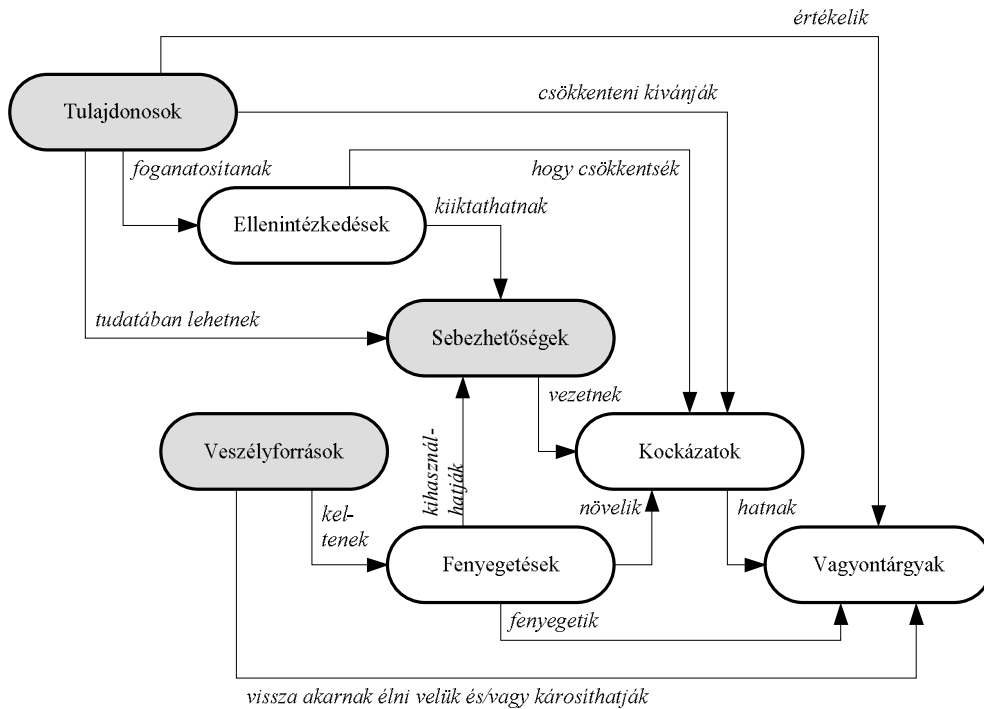 értékelik
Tulajdonosok
csökkenteni kívánják
foganatosítanak
hogy csökkentsék
Ellenintézkedések
kiiktathatnak
tudatában lehetnek
Sebezhetőségek
vezetnek
Veszélyforrások
kihasznál-
hatják
Kockázatok
kel-
tenek
növelik
hatnak
Fenyegetések
Vagyontárgyak
fenyegetik
vissza akarnak élni velük és/vagy károsíthatják